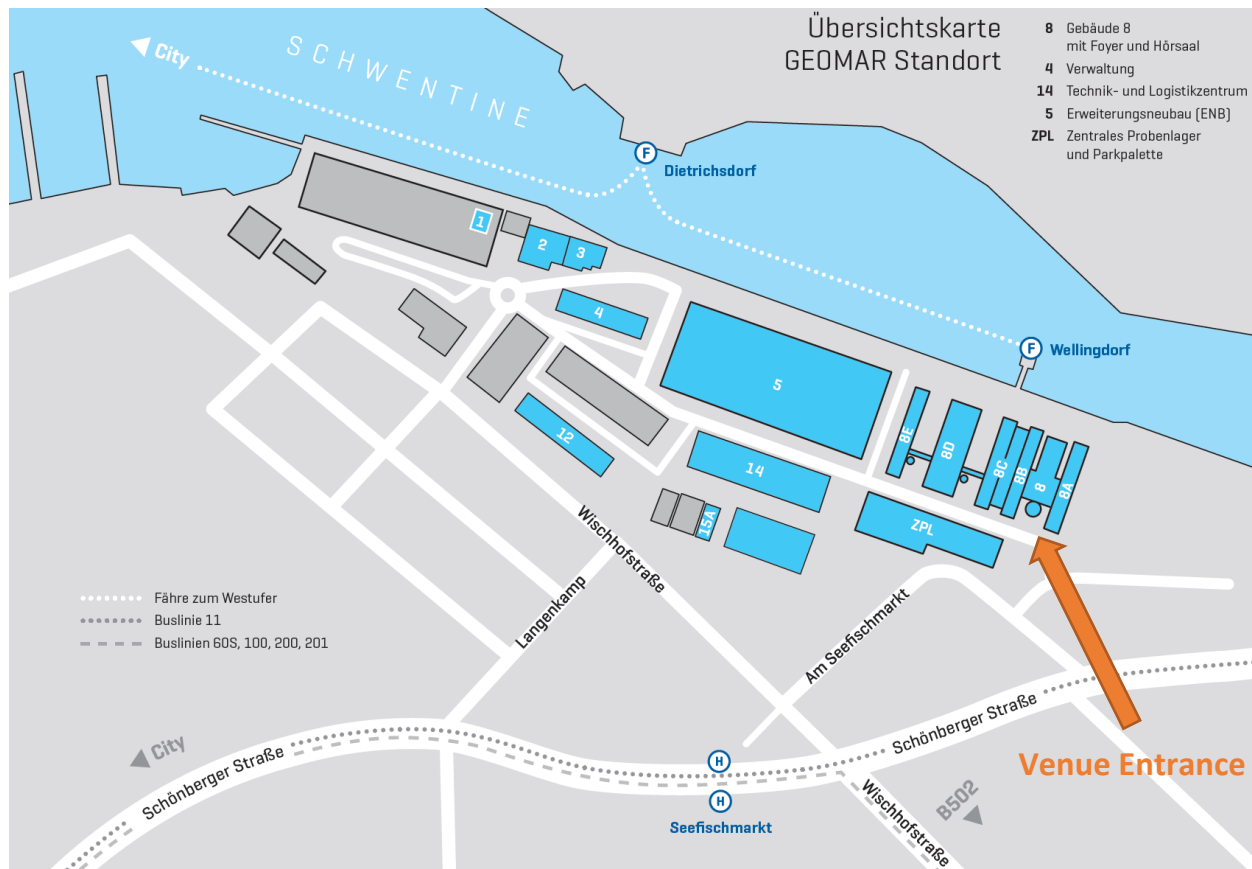 Übersichtskarte
GEOMAR Standort
8 Gebäude 8
mit Foyer und Hörsaal
4 Verwaltung
14 Technik- und Logistikzentrum
5 Erweiterungsneubau (ENB)
ZPL Zentrales Probenlager
und Parkpalette
City
SCHWENTINE
F
Dietrichsdorf
1
2
3
4
F
Wellingdorf
5
8E
8D
8C
8B
8
8A
12
14
15A
ZPL
Wischhofstraße
Langenkamp
Am Seefischmarkt
Fähre zum Westufer
Buslinie 11
Buslinien 60S, 100, 200, 201
City
Schönberger Straße
Schönberger Straße
H
H
Seefischmarkt
Wischhofstraße
B502
Venue Entrance